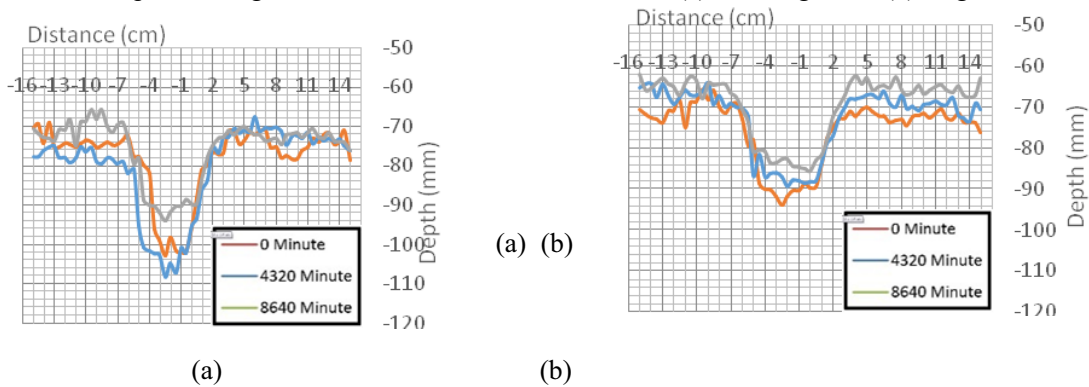 Distance (cm)
-16 -13 -10 -7 -4 -1 2 5 8 11 14
-50
-60
-70
-80
-90
-100
-110
-120
Depth (mm)
0 Minute
4320 Minute
8640 Minute
(a) (b)
Distance (cm)
-16 -13 -10 -7 -4 -1 2 5 8 11 14
-50
-60
-70
-80
-90
-100
-110
-120
Depth (mm)
0 Minute
4320 Minute
8640 Minute
(a)
(b)